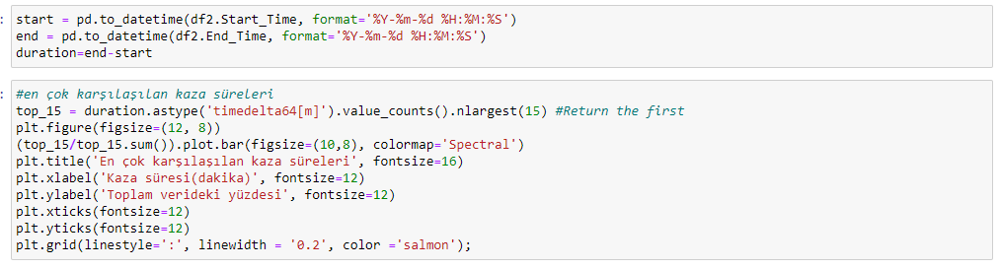 start = pd.to_datetime(df2.Start_Time, format='%Y-%m-%d %H:%M:%S')
end = pd.to_datetime(df2.End_Time, format='%Y-%m-%d %H:%M:%S')
duration=end-start
#en çok karşılaşılan kaza süreleri
top_15 = duration.astype('timedelta64[m]').value_counts().nlargest(15) #Return the first
plt.figure(figsize=(12, 8))
(top_15/top_15.sum()).plot.bar(figsize=(10,8), colormap='Spectral')
plt.title('En çok karşılaşılan kaza süreleri', fontsize=16)
plt.xlabel('Kaza süresi(dakika)', fontsize=12)
plt.ylabel('Toplam verideki yüzdesi', fontsize=12)
plt.xticks(fontsize=12)
plt.yticks(fontsize=12)
plt.grid(linestyle=':', linewidth = '0.2', color ='salmon');